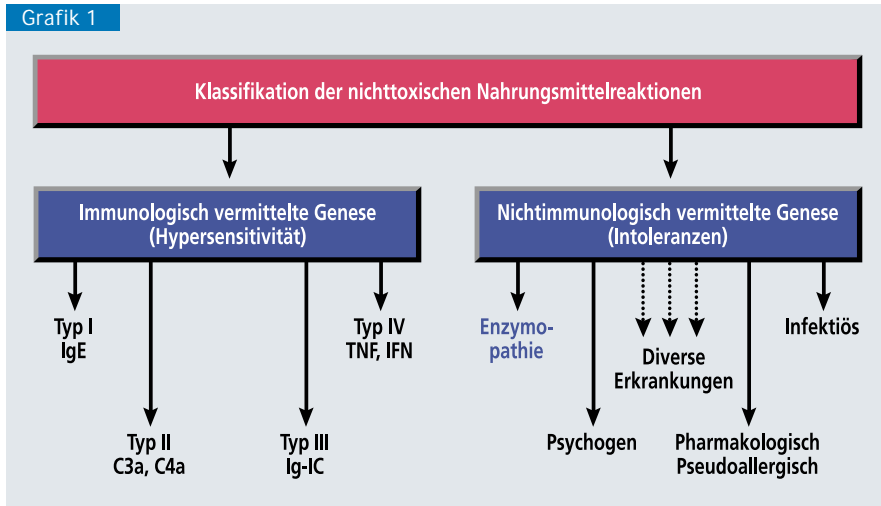 Grafik 1
Klassifikation der nichttoxischen Nahrungsmittelreaktionen
Immunologisch vermittelte Genese
(Hypersensitivität)
Nichtimmunologisch vermittelte Genese
(Intoleranzen)
Typ I
IgE
Typ IV
TNF, IFN
Enzymo-
pathie
Diverse
Erkrankungen
Infektiös
Typ II
C3a, C4a
Typ III
Ig-IC
Psychogen
Pharmakologisch
Pseudoallergisch